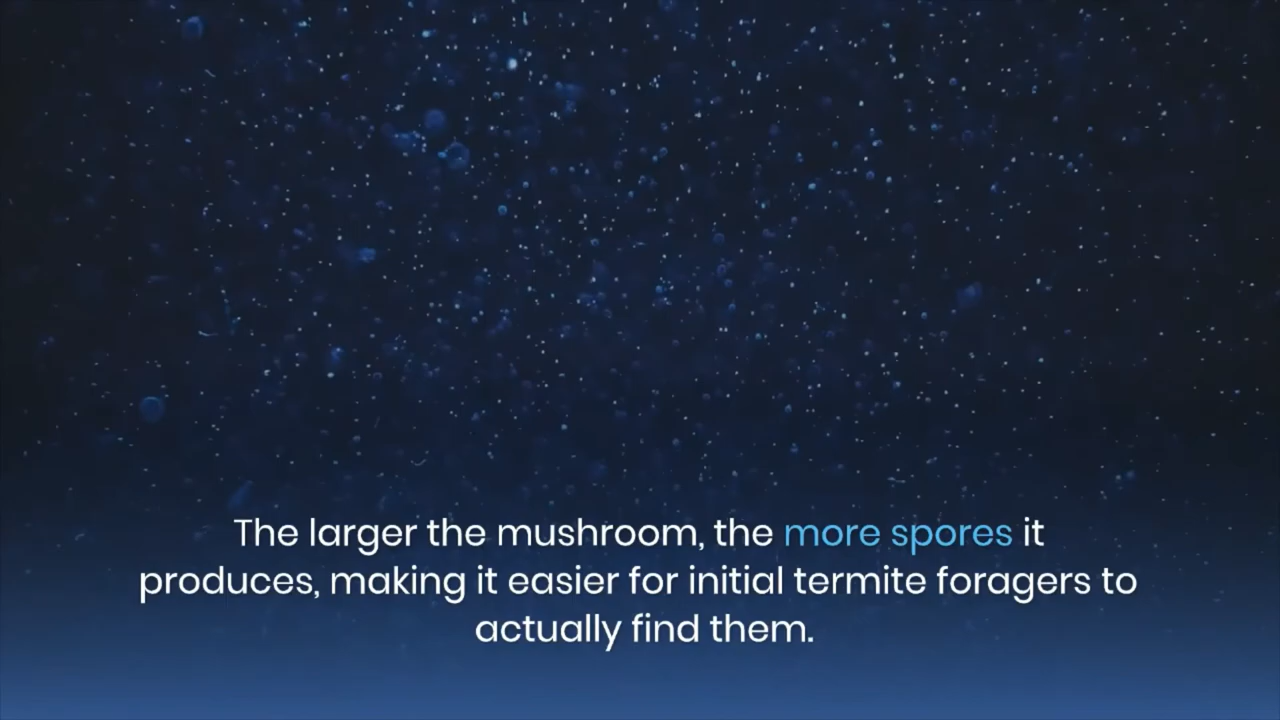 The larger the mushroom, the more spores it
produces, making it easier for initial termite foragers to
actually find them.